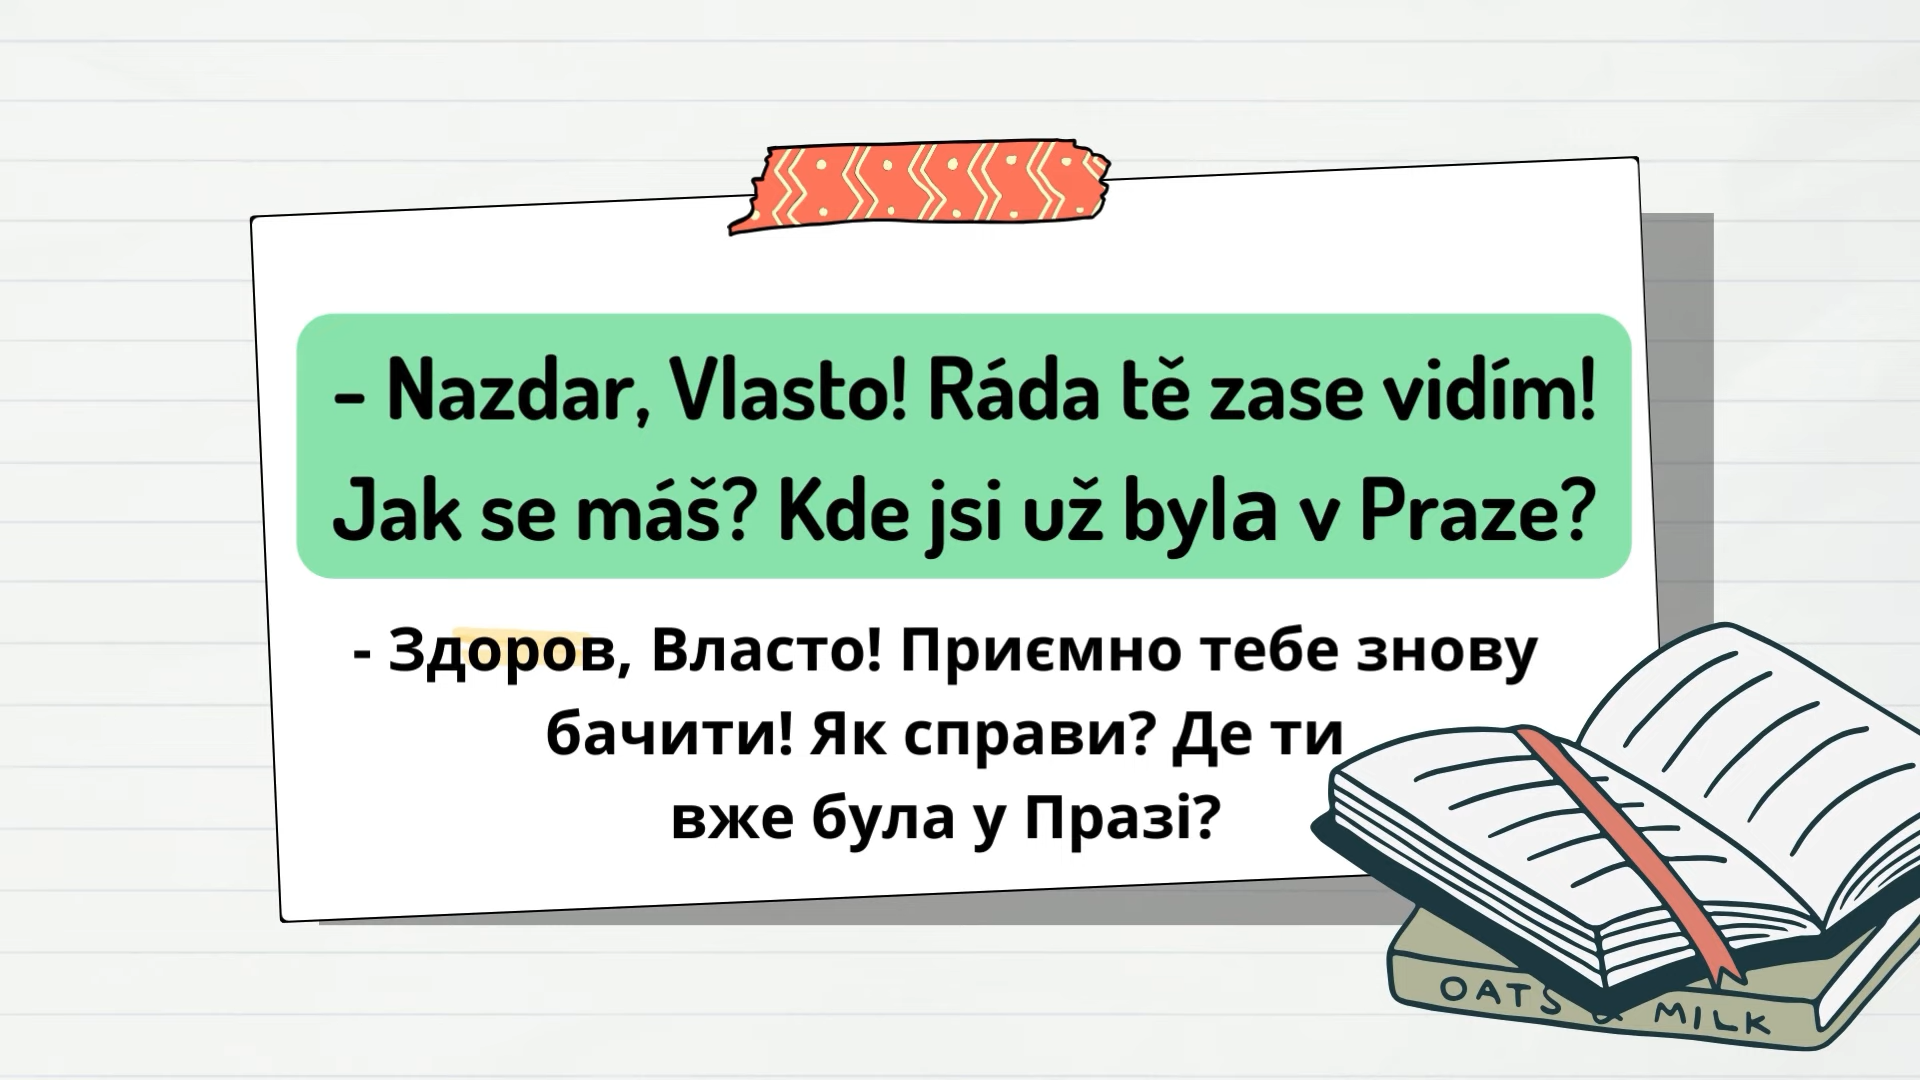 - Nazdar, Vlasto! Ráda tě zase vidím!
Jak se máš? Kde jsi už byla v Praze?
- Здоров, Власто! Приємно тебе знову
бачити! Як справи? Де ти
вже була у Празі?
OATS & MILK